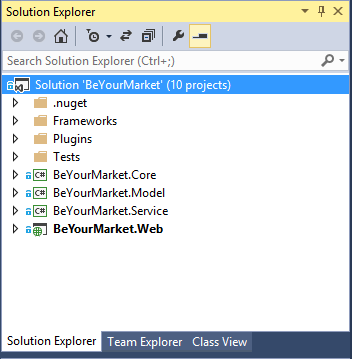 Solution Explorer
Search Solution Explorer (Ctrl+;)
Solution 'BeYourMarket' (10 projects)
.nuget
Frameworks
Plugins
Tests
C# BeYourMarket.Core
C# BeYourMarket.Model
C# BeYourMarket.Service
BeYourMarket.Web
Solution Explorer Team Explorer Class View